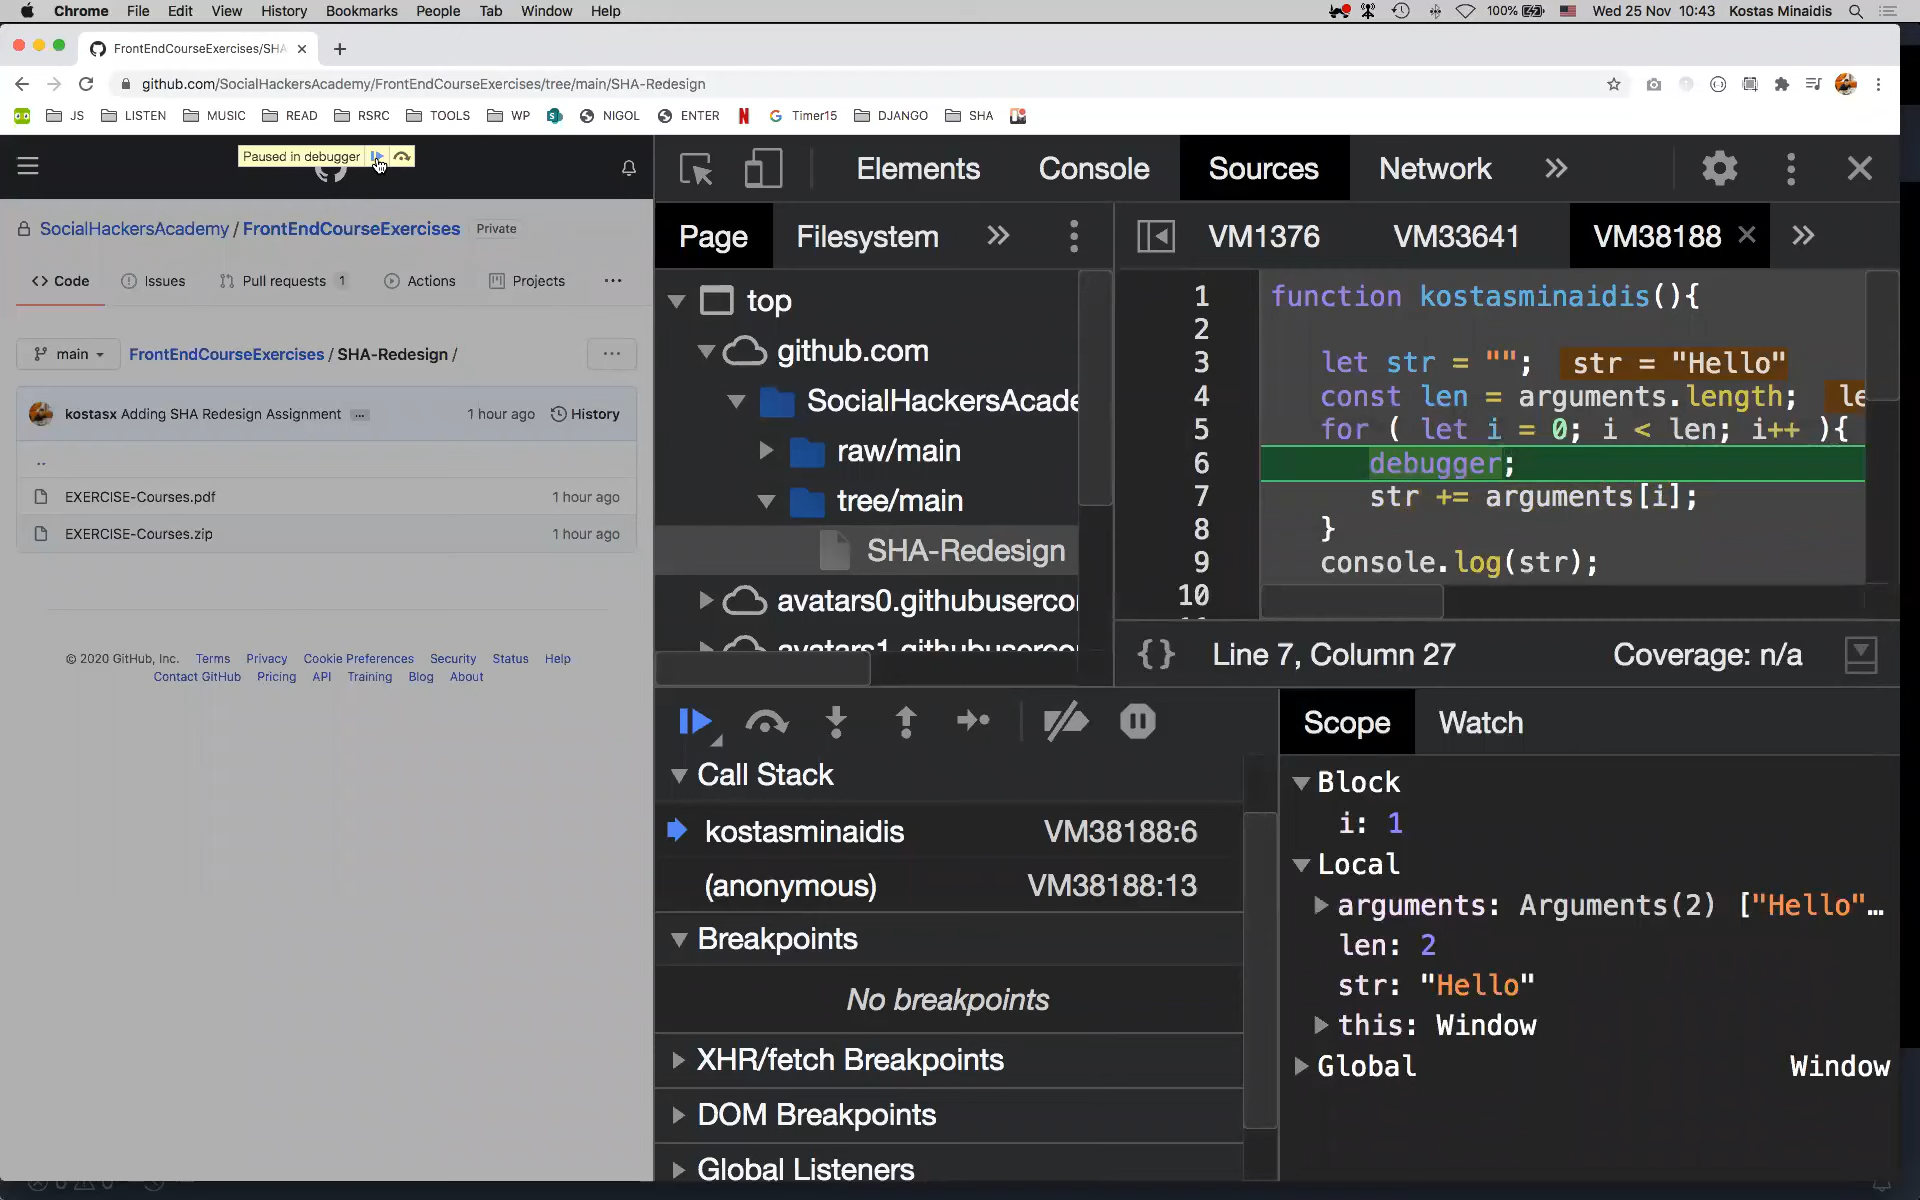 Chrome File Edit View History Bookmarks People Tab Window Help 100% Wed 25 Nov 10:43 Kostas Minaidis
FrontEndCourseExercises/SHA
github.com/SocialHackersAcademy/FrontEndCourseExercises/tree/main/SHA-Redesign
JS LISTEN MUSIC READ RSRC TOOLS WP NIGOL ENTER Timer15 DJANGO SHA
Paused in debugger
SocialHackersAcademy / FrontEndCourseExercises Private
<> Code Issues Pull requests 1 Actions Projects ...
main FrontEndCourseExercises / SHA-Redesign / ...
kostasx Adding SHA Redesign Assignment ... 1 hour ago History
..
EXERCISE-Courses.pdf 1 hour ago
EXERCISE-Courses.zip 1 hour ago
© 2020 GitHub, Inc. Terms Privacy Cookie Preferences Security Status Help
Contact GitHub Pricing API Training Blog About
Elements Console Sources Network »
Page Filesystem »
top
github.com
SocialHackersAcade
raw/main
tree/main
SHA-Redesign
avatars0.githubuserco
avatars1.githubuserco
VM1376 VM33641 VM38188 »
1 function kostasminaidis(){
2
3 let str = ""; str = "Hello"
4 const len = arguments.length; le
5 for ( let i = 0; i < len; i++ ){
6 debugger;
7 str += arguments[i];
8 }
9 console.log(str);
10
{} Line 7, Column 27 Coverage: n/a
Call Stack
kostasminaidis VM38188:6
(anonymous) VM38188:13
Breakpoints
No breakpoints
XHR/fetch Breakpoints
DOM Breakpoints
Global Listeners
Scope Watch
Block
i: 1
Local
arguments: Arguments(2) ["Hello"…
len: 2
str: "Hello"
this: Window
Global Window